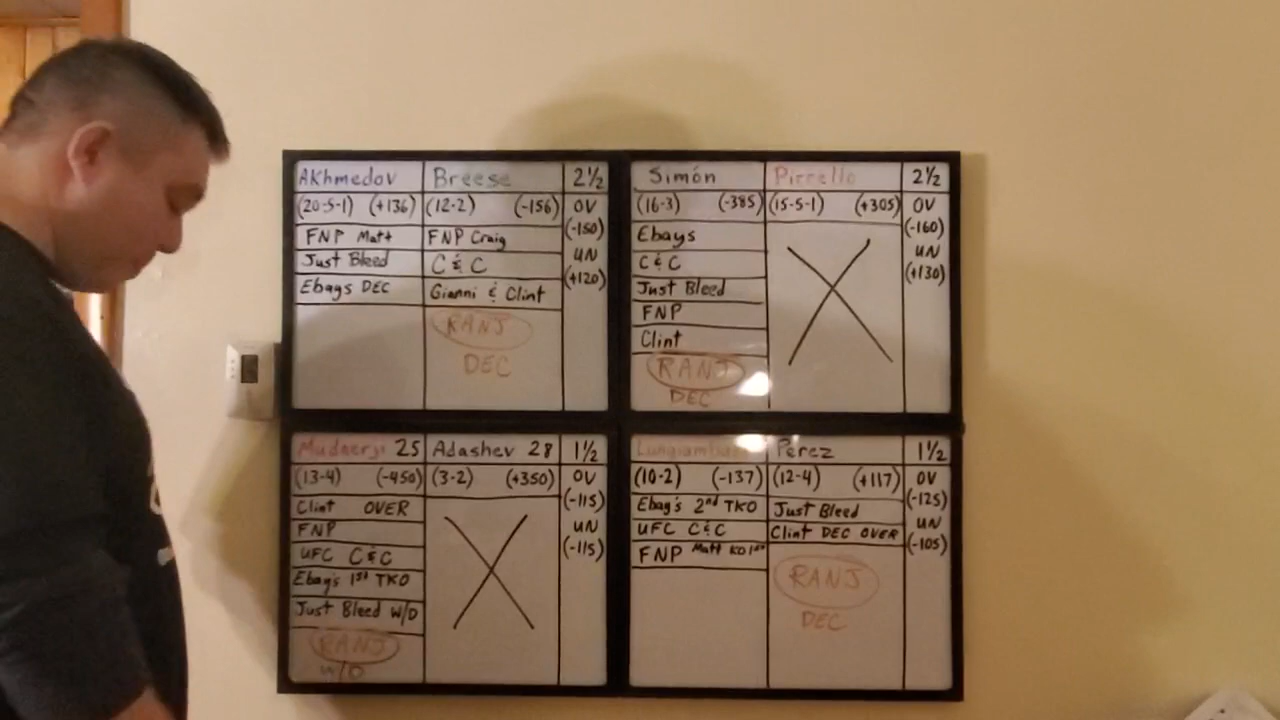 Akhmedov Breese 2½
(20-5-1) (+136) (12-2) (-156) OV
(-150)
FNP Matt FNP Craig
UN
Just Bleed C & C
(+120)
Ebags DEC Gianni & Clint
RANJ
DEC
Simón Pirrello 2½
(16-3) (-385) (15-5-1) (+305) OV
(-160)
Ebays
UN
C & C
(+130)
Just Bleed
FNP
Clint
RANJ
DEC
Mudaerji 25 Adashev 28 1½
(13-4) (-450) (3-2) (+350) OV
(-115)
Clint OVER
UN
FNP
(-115)
UFC C & C
Ebag's 1st TKO
Just Bleed W/D
RANJ
W/D
Lungiambula Perez 1½
(10-2) (-137) (12-4) (+117) OV
(-125)
Ebag's 2nd TKO Just Bleed
UN
UFC C & C Clint DEC OVER
(-105)
FNP Matt KO 1st
RANJ
DEC